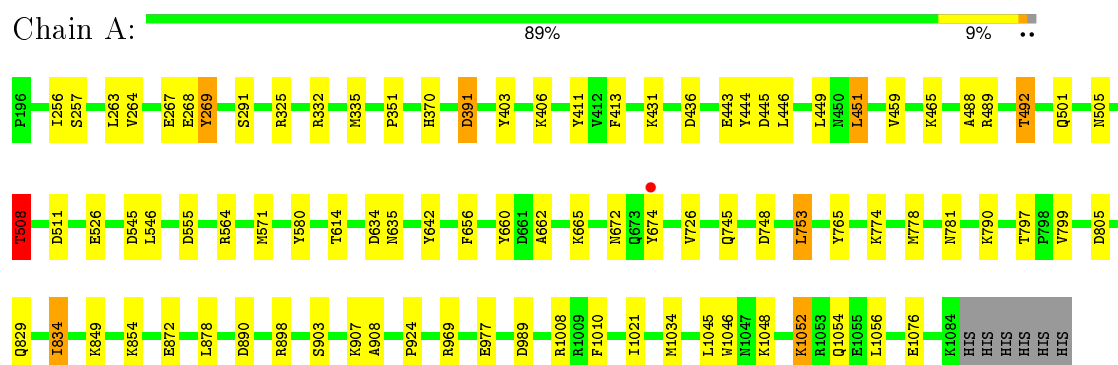 Chain A:
89% 9% ••
P196 I256 S257 L263 V264 E267 E268 Y269 S291 R325 R332 M335 P351 H370 D391 Y403 K406 Y411 V412 F413 K431 D436 E443 Y444 D445 L446 L449 N450 L451 V459 K465 A488 R489 T492 Q501 N505
T508 D511 E526 D545 L546 D555 R564 M571 Y580 T614 D634 N635 Y642 F656 Y660 D661 A662 K665 N672 Q673 Y674 V726 Q745 D748 L753 Y765 K774 M778 N781 K790 T797 P798 V799 D805
Q829 I834 K849 K854 E872 L878 D890 R898 S903 K907 A908 P924 R969 E977 D989 R1008 R1009 F1010 I1021 M1034 L1045 W1046 N1047 K1048 K1052 R1053 Q1054 E1055 L1056 E1076 K1084 HIS HIS HIS HIS HIS HIS